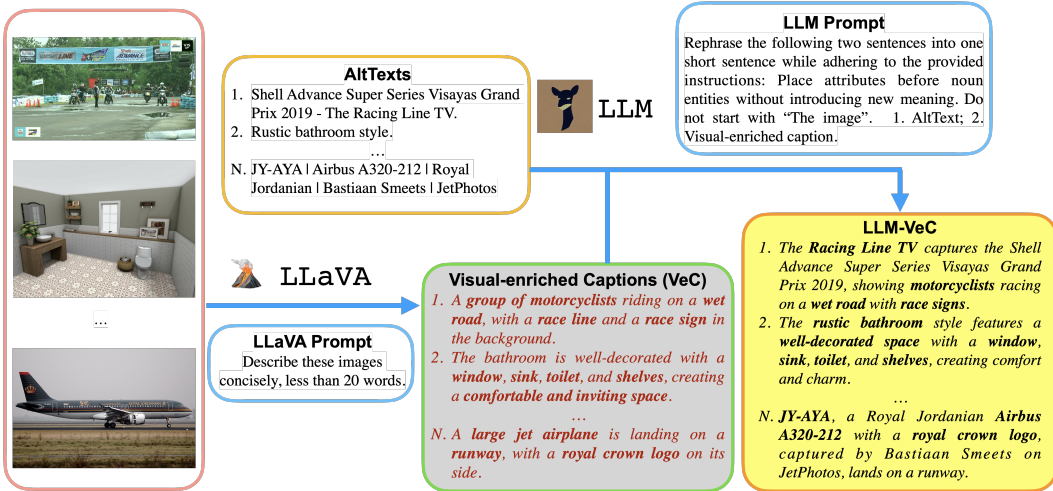 LLM Prompt
Rephrase the following two sentences into one
short sentence while adhering to the provided
instructions: Place attributes before noun
entities without introducing new meaning. Do
not start with “The image”. 1. AltText; 2.
Visual-enriched caption.
AltTexts
1. Shell Advance Super Series Visayas Grand
Prix 2019 - The Racing Line TV.
2. Rustic bathroom style.
...
N. JY-AYA | Airbus A320-212 | Royal
Jordanian | Bastiaan Smeets | JetPhotos
LLM
LLaVA
LLaVA Prompt
Describe these images
concisely, less than 20 words.
Visual-enriched Captions (VeC)
1. A group of motorcyclists riding on a wet
road, with a race line and a race sign in
the background.
2. The bathroom is well-decorated with a
window, sink, toilet, and shelves, creating
a comfortable and inviting space.
...
N. A large jet airplane is landing on a
runway, with a royal crown logo on its
side.
LLM-VeC
1. The Racing Line TV captures the Shell
Advance Super Series Visayas Grand
Prix 2019, showing motorcyclists racing
on a wet road with race signs.
2. The rustic bathroom style features a
well-decorated space with a window,
sink, toilet, and shelves, creating comfort
and charm.
...
N. JY-AYA, a Royal Jordanian Airbus
A320-212 with a royal crown logo,
captured by Bastiaan Smeets on
JetPhotos, lands on a runway.
...